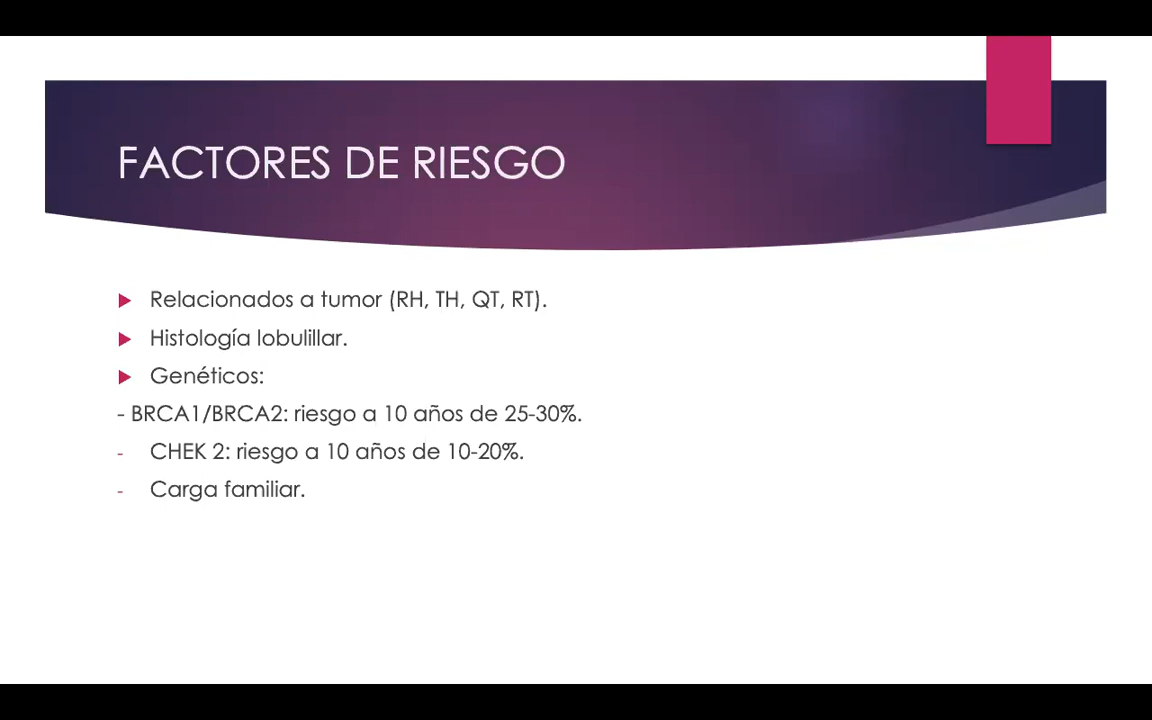 FACTORES DE RIESGO
Relacionados a tumor (RH, TH, QT, RT).
Histología lobulillar.
Genéticos:
- BRCA1/BRCA2: riesgo a 10 años de 25-30%.
- CHEK 2: riesgo a 10 años de 10-20%.
- Carga familiar.